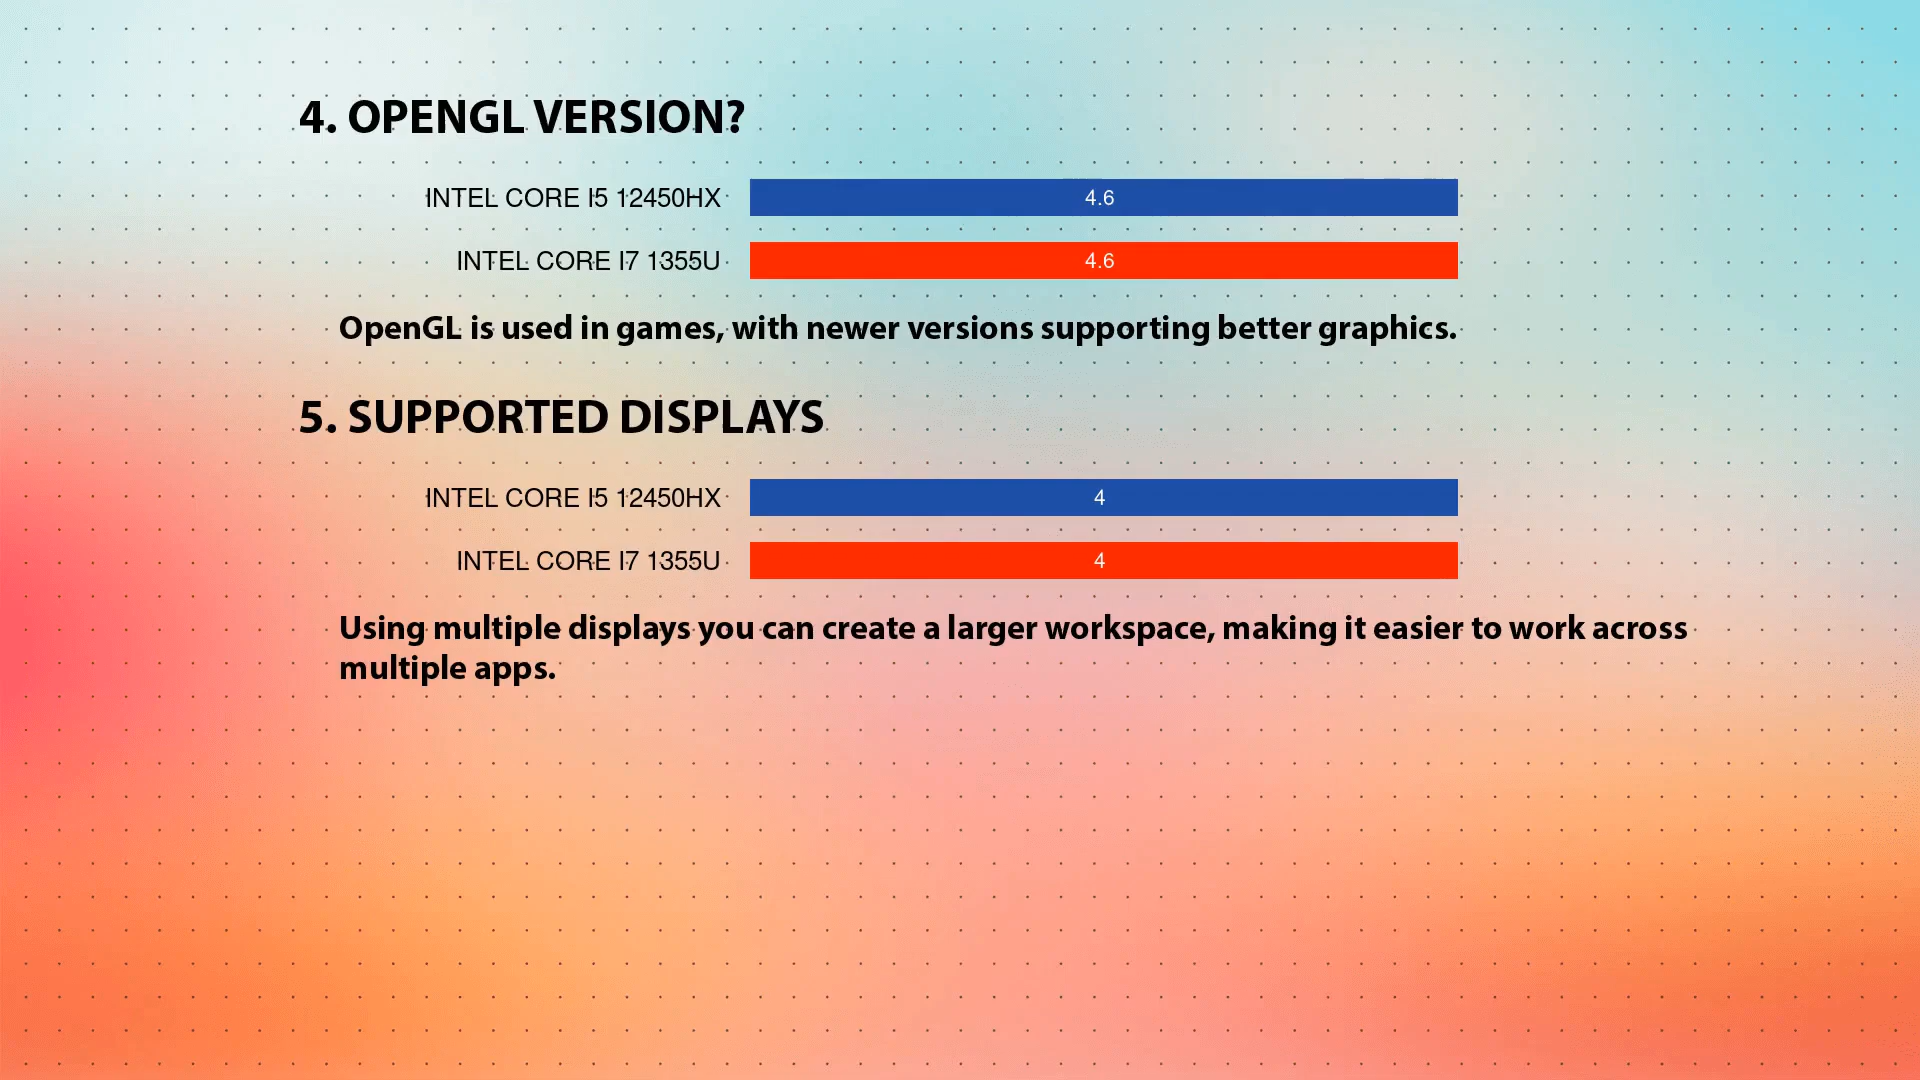 4. OPENGL VERSION?
INTEL CORE I5 12450HX
4.6
INTEL CORE I7 1355U
4.6
OpenGL is used in games, with newer versions supporting better graphics.
5. SUPPORTED DISPLAYS
INTEL CORE I5 12450HX
4
INTEL CORE I7 1355U
4
Using multiple displays you can create a larger workspace, making it easier to work across
multiple apps.